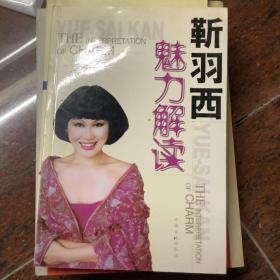 YUE-SAI KAN
THE INTERPRETATION
OF CHARM
靳羽西
魅力解读
YUE-SAI KAN
THE INTERPRETATION
OF CHARM